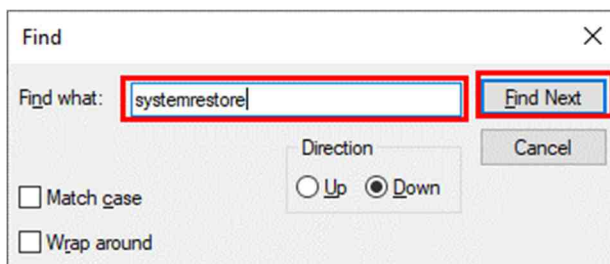 Find
Find what: systemrestore Find Next
Direction Cancel
Up Down
Match case
Wrap around